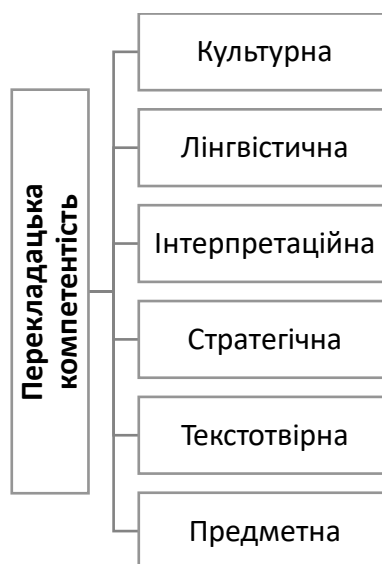 Перекладацька
компетентість
Культурна
Лінгвістична
Інтерпретаційна
Стратегічна
Текстотвірна
Предметна